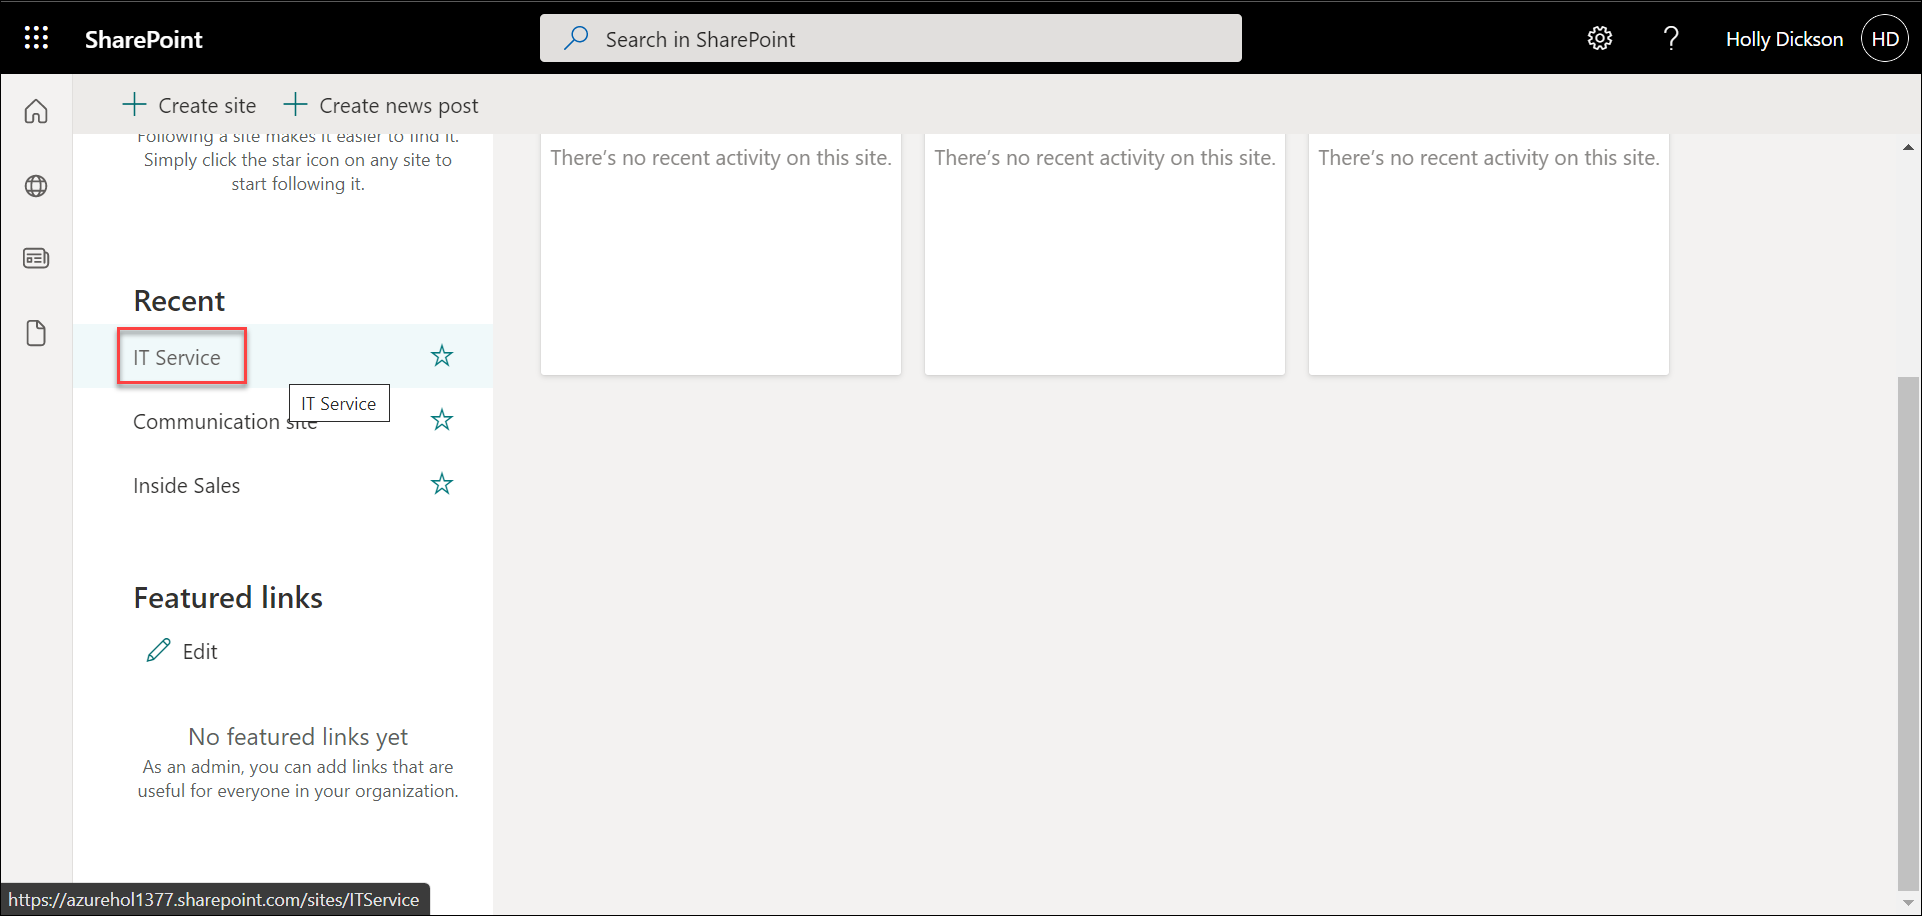 SharePoint
Search in SharePoint
Holly Dickson
HD
Create site
Create news post
Following a site makes it easier to find it.
Simply click the star icon on any site to
start following it.
There's no recent activity on this site.
There's no recent activity on this site.
There's no recent activity on this site.
Recent
IT Service
IT Service
Communication site
Inside Sales
Featured links
Edit
No featured links yet
As an admin, you can add links that are
useful for everyone in your organization.
https://azurehol1377.sharepoint.com/sites/ITService